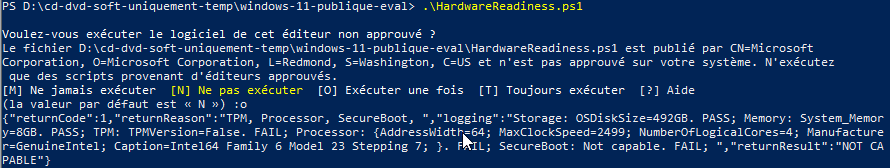 PS D:\cd-dvd-soft-uniquement-temp\windows-11-publique-eval> .\HardwareReadiness.ps1
Voulez-vous exécuter le logiciel de cet éditeur non approuvé ?
Le fichier D:\cd-dvd-soft-uniquement-temp\windows-11-publique-eval\HardwareReadiness.ps1 est publié par CN=Microsoft
Corporation, O=Microsoft Corporation, L=Redmond, S=Washington, C=US et n'est pas approuvé sur votre système. N'exécutez
que des scripts provenant d'éditeurs approuvés.
[M] Ne jamais exécuter  [N] Ne pas exécuter  [O] Exécuter une fois  [T] Toujours exécuter  [?] Aide
(la valeur par défaut est « N ») :o
{"returnCode":1,"returnReason":"TPM, Processor, SecureBoot, ","logging":"Storage: OSDiskSize=492GB. PASS; Memory: System_Memor
y=8GB. PASS; TPM: TPMVersion=False. FAIL; Processor: {AddressWidth=64; MaxClockSpeed=2499; NumberOfLogicalCores=4; Manufacture
r=GenuineIntel; Caption=Intel64 Family 6 Model 23 Stepping 7; }. FAIL; SecureBoot: Not capable. FAIL; ","returnResult":"NOT CA
PABLE"}